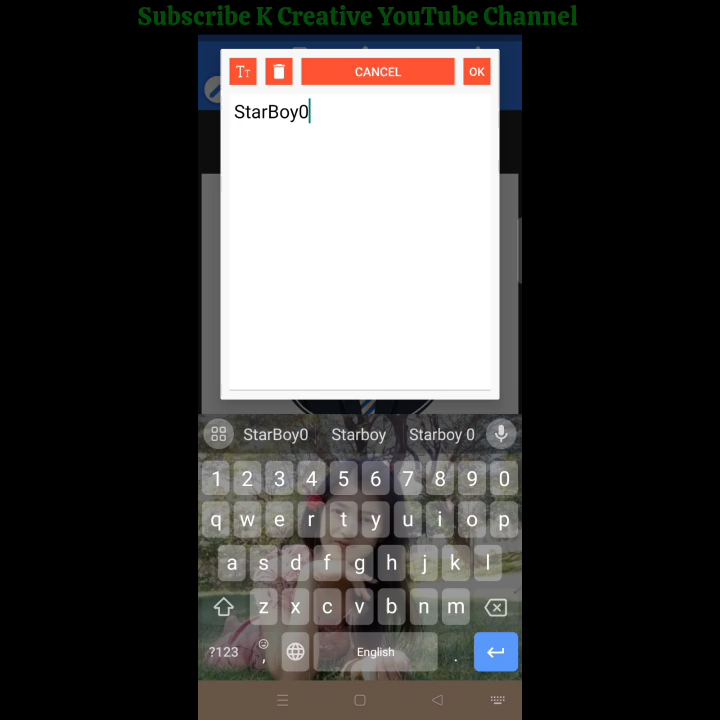 Subscribe K Creative YouTube Channel
TT CANCEL OK
StarBoy0
StarBoy0 Starboy Starboy 0
1 2 3 4 5 6 7 8 9 0
q w e r t y u i o p
a s d f g h j k l
z x c v b n m
?123 , English .